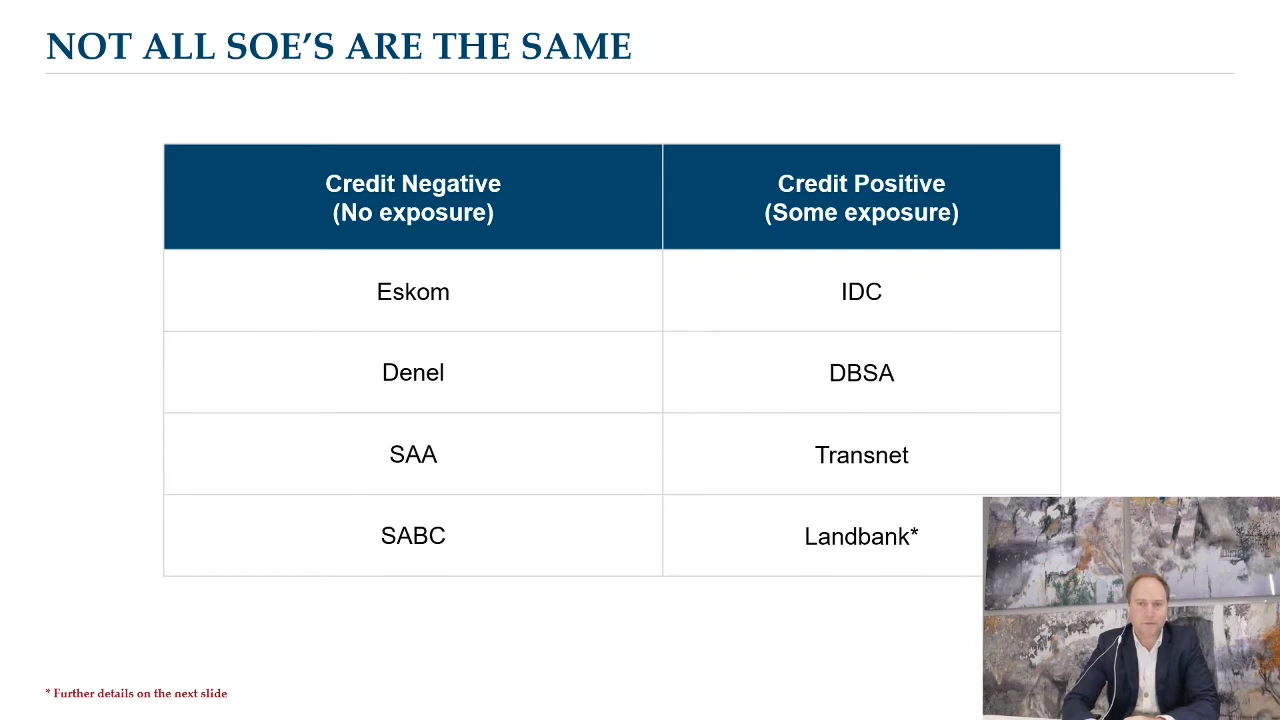 NOT ALL SOE’S ARE THE SAME
Credit Negative
(No exposure)
Credit Positive
(Some exposure)
Eskom
IDC
Denel
DBSA
SAA
Transnet
SABC
Landbank*
* Further details on the next slide